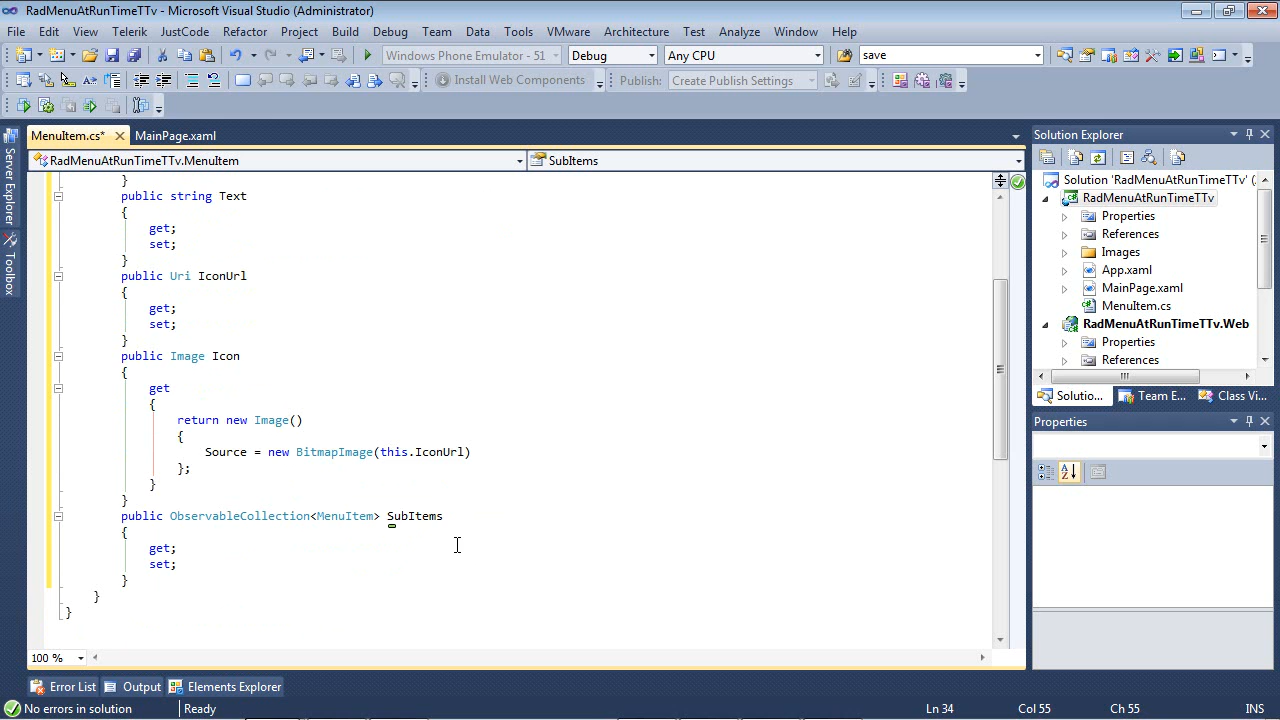 RadMenuAtRunTimeTTv - Microsoft Visual Studio (Administrator)
File Edit View Telerik JustCode Refactor Project Build Debug Team Data Tools VMware Architecture Test Analyze Window Help
Windows Phone Emulator - 51 Debug Any CPU save
Install Web Components Publish: Create Publish Settings
MenuItem.cs* MainPage.xaml
RadMenuAtRunTimeTTv.MenuItem SubItems
}
public string Text
{
get;
set;
}
public Uri IconUrl
{
get;
set;
}
public Image Icon
{
get
{
return new Image()
{
Source = new BitmapImage(this.IconUrl)
};
}
}
public ObservableCollection<MenuItem> SubItems
{
get;
set;
}
}
}
100 %
Server Explorer
Toolbox
Solution Explorer
Solution 'RadMenuAtRunTimeTTv' (
RadMenuAtRunTimeTTv
Properties
References
Images
App.xaml
MainPage.xaml
MenuItem.cs
RadMenuAtRunTimeTTv.Web
Properties
References
Solutio... Team E... Class Vi...
Properties
Error List Output Elements Explorer
No errors in solution Ready Ln 34 Col 55 Ch 55 INS